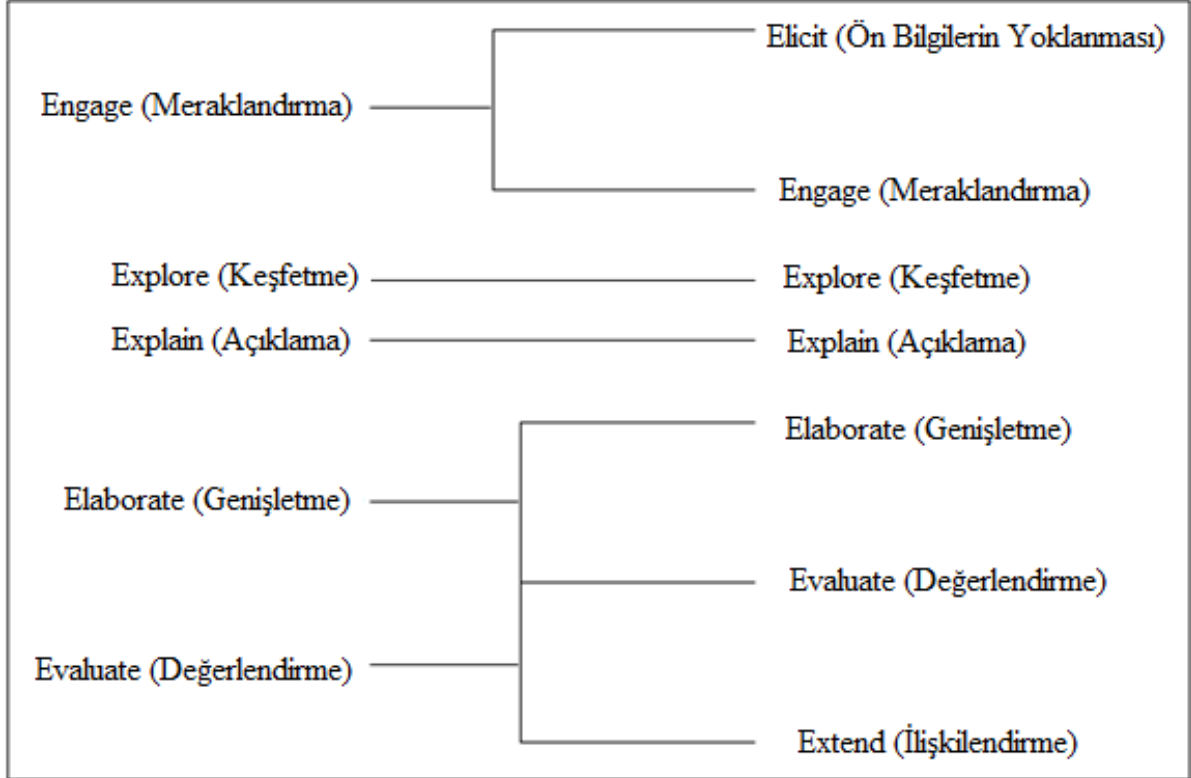 Elicit (Ön Bilgilerin Yoklanması)
Engage (Meraklandırma)
Engage (Meraklandırma)
Explore (Keşfetme)
Explore (Keşfetme)
Explain (Açıklama)
Explain (Açıklama)
Elaborate (Genişletme)
Elaborate (Genişletme)
Evaluate (Değerlendirme)
Evaluate (Değerlendirme)
Extend (İlişkilendirme)